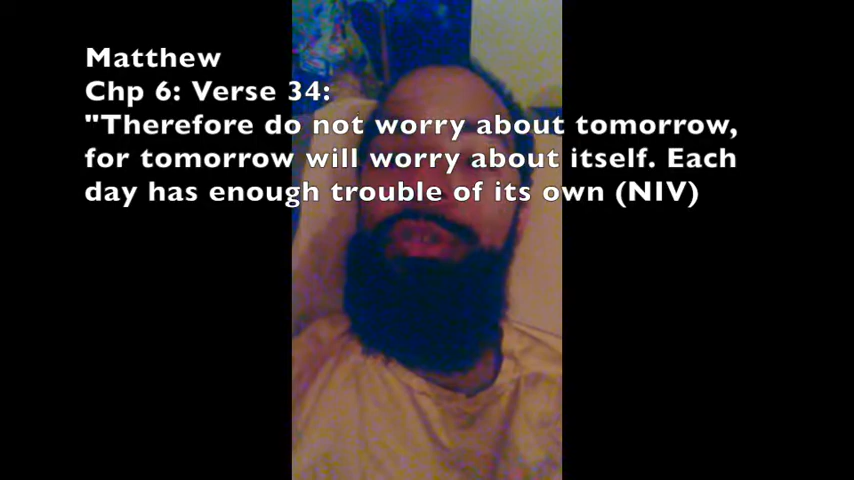 Matthew
Chp 6: Verse 34:
"Therefore do not worry about tomorrow,
for tomorrow will worry about itself. Each
day has enough trouble of its own (NIV)